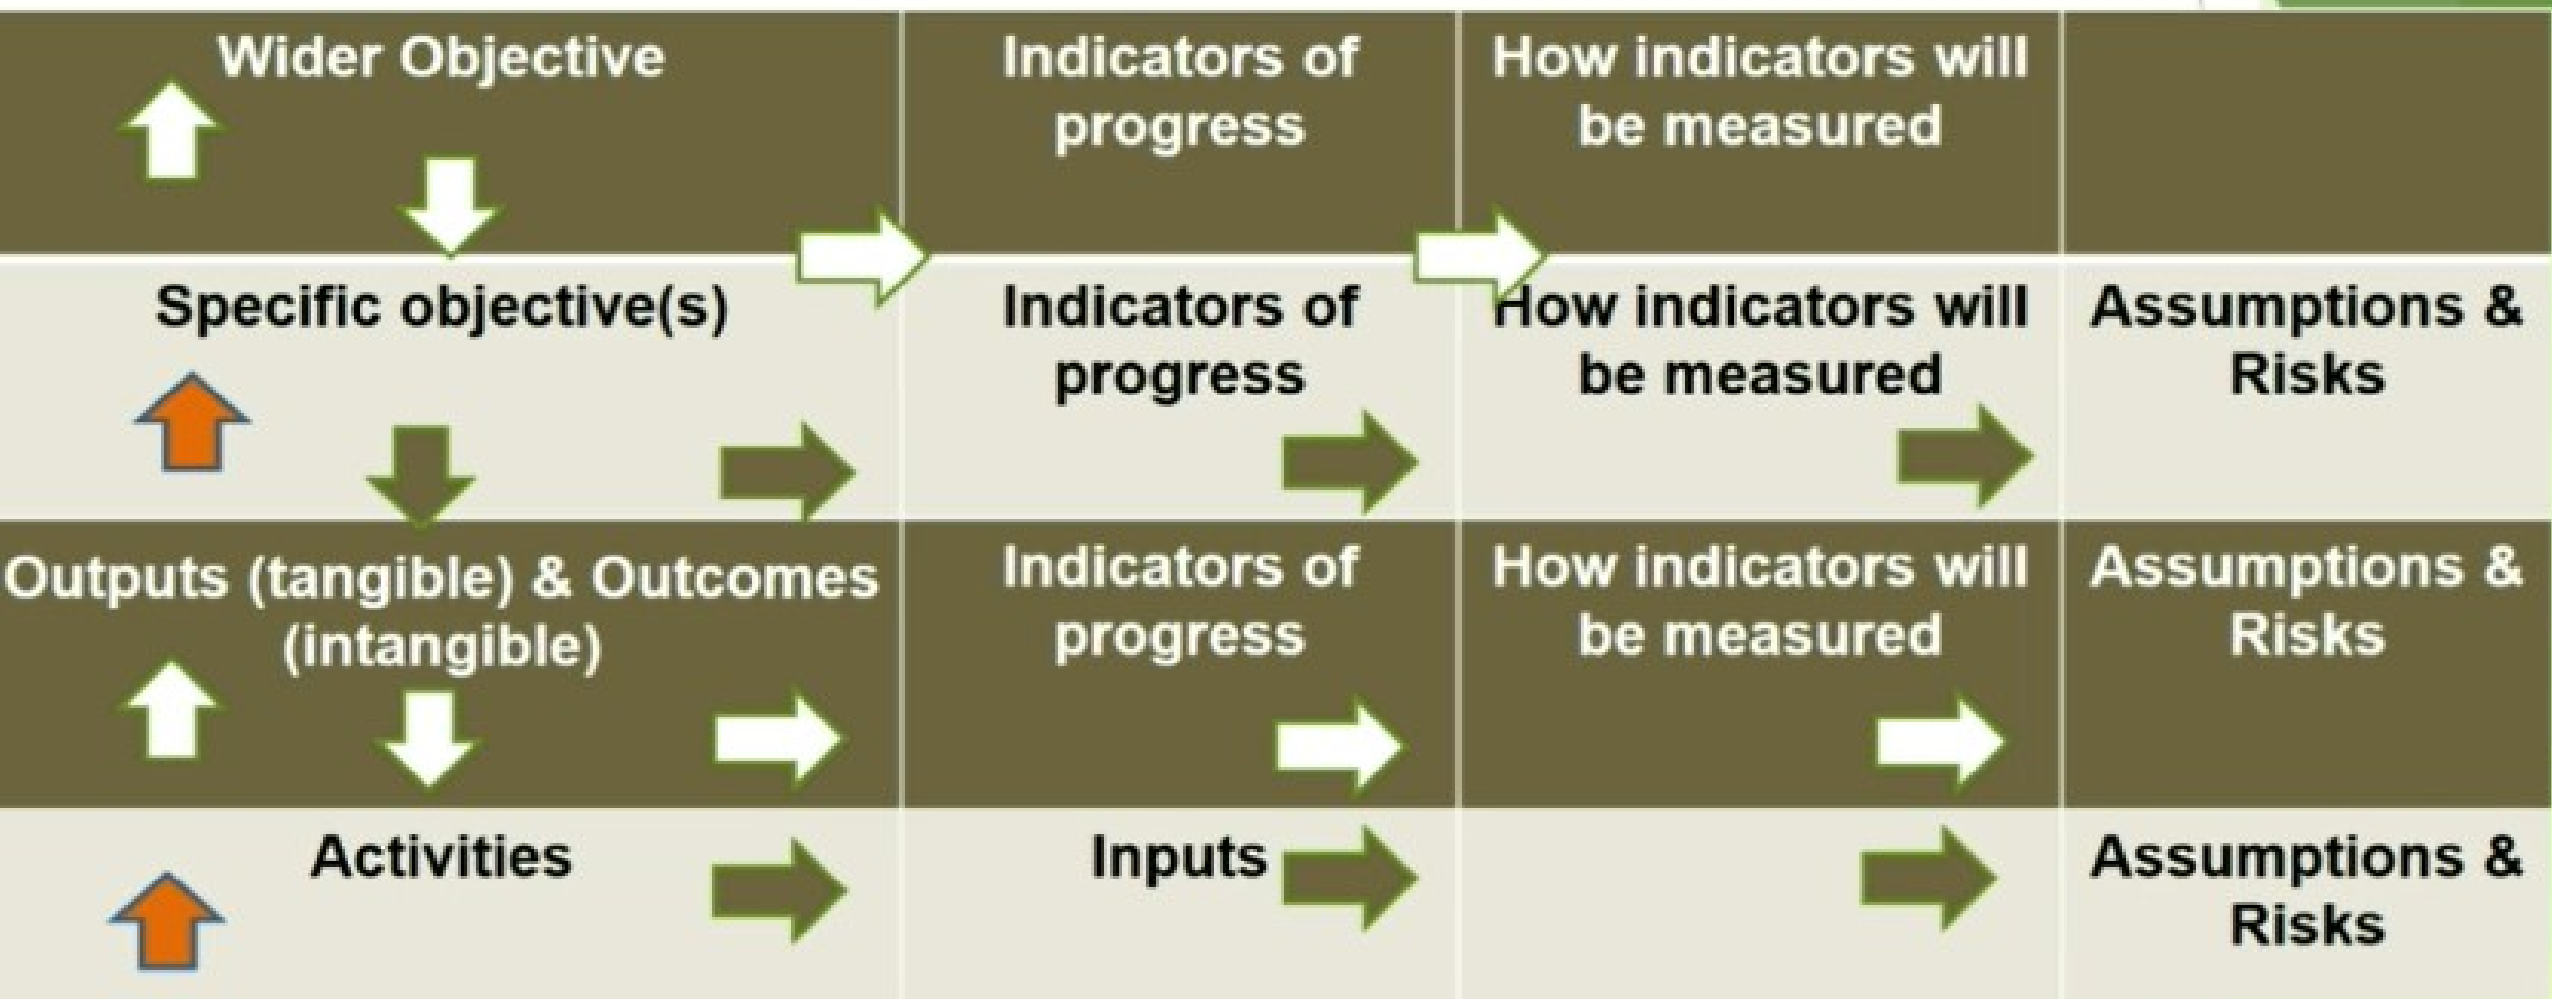 Wider Objective
Indicators of
progress
How indicators will
be measured
Specific objective(s)
Indicators of
progress
How indicators will
be measured
Assumptions &
Risks
Outputs (tangible) & Outcomes
(intangible)
Indicators of
progress
How indicators will
be measured
Assumptions &
Risks
Activities
Inputs
Assumptions &
Risks